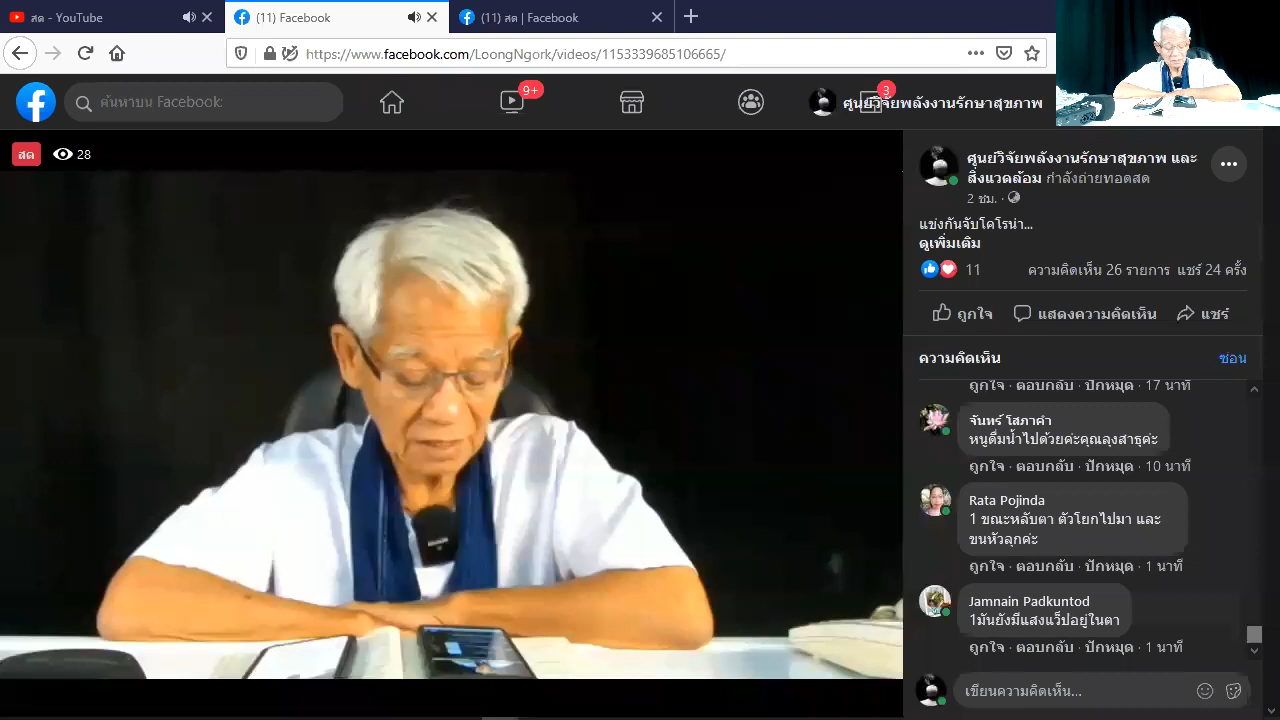 สด - YouTube
(11) Facebook
(11) สด | Facebook
https://www.facebook.com/LoongNgork/videos/1153339685106665/
ค้นหาบน Facebook
9+
3
ศูนย์วิจัยพลังงานรักษาสุขภาพ
สด
28
ศูนย์วิจัยพลังงานรักษาสุขภาพ และ
สิ่งแวดล้อม กำลังถ่ายทอดสด
2 ชม. ·
แข่งกันจับโคโรน่า...
ดูเพิ่มเติม
11
ความคิดเห็น 26 รายการ แชร์ 24 ครั้ง
ถูกใจ
แสดงความคิดเห็น
แชร์
ความคิดเห็น
ซ่อน
ถูกใจ · ตอบกลับ · ปักหมุด · 17 นาที
จันทร์ โสภาคำ
หนูดื่มน้ำไปด้วยค่ะคุณลุงสาธุค่ะ
ถูกใจ · ตอบกลับ · ปักหมุด · 10 นาที
Rata Pojinda
1 ขณะหลับตา ตัวโยกไปมา และ
ขนหัวลุกค่ะ
ถูกใจ · ตอบกลับ · ปักหมุด · 1 นาที
Jamnain Padkuntod
1มันยังมีแสงแว็ปอยู่ในตา
ถูกใจ · ตอบกลับ · ปักหมุด · 1 นาที
เขียนความคิดเห็น...